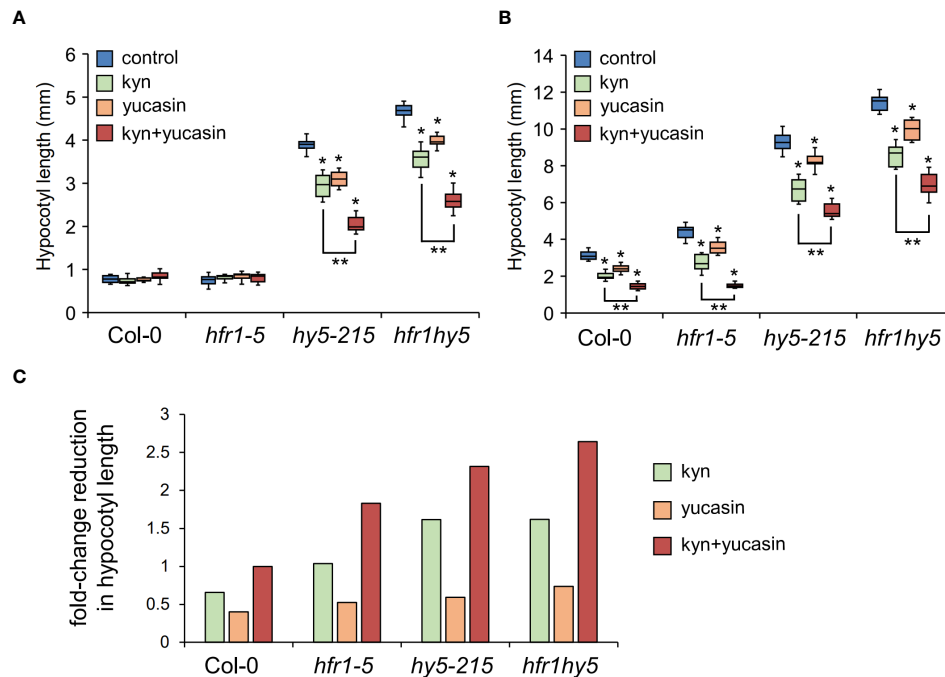 A
Hypocotyl length (mm)
6
5
4
3
2
1
0
control
kyn
yucasin
kyn+yucasin
* * *
**
* * *
**
Col-0 hfr1-5 hy5-215 hfr1hy5
B
Hypocotyl length (mm)
14
12
10
8
6
4
2
0
control
kyn
yucasin
kyn+yucasin
* * *
**
* * *
**
* * *
**
* * *
**
Col-0 hfr1-5 hy5-215 hfr1hy5
C
fold-change reduction
in hypocotyl length
3
2.5
2
1.5
1
0.5
0
Col-0 hfr1-5 hy5-215 hfr1hy5
kyn
yucasin
kyn+yucasin